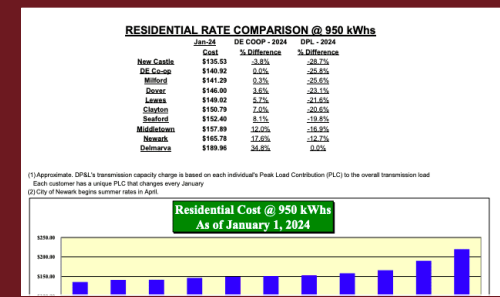 RESIDENTIAL RATE COMPARISON @ 950 kWhs
Jan-24 DE COOP - 2024 DPL - 2024
Cost % Difference % Difference
New Castle $135.53 -3.8% -28.7%
DE Co-op $140.92 0.0% -25.8%
Milford $141.29 0.3% -25.6%
Dover $146.00 3.6% -23.1%
Lewes $149.02 5.7% -21.6%
Clayton $150.79 7.0% -20.6%
Seaford $152.40 8.1% -19.8%
Middletown $157.89 12.0% -16.9%
Newark $165.78 17.6% -12.7%
Delmarva $189.96 34.8% 0.0%
(1) Approximate. DP&L's transmission capacity charge is based on each individual's Peak Load Contribution (PLC) to the overall transmission load
Each customer has a unique PLC that changes every January
(2) City of Newark begins summer rates in April.
Residential Cost @ 950 kWhs
As of January 1, 2024
$250.00
$200.00
$150.00